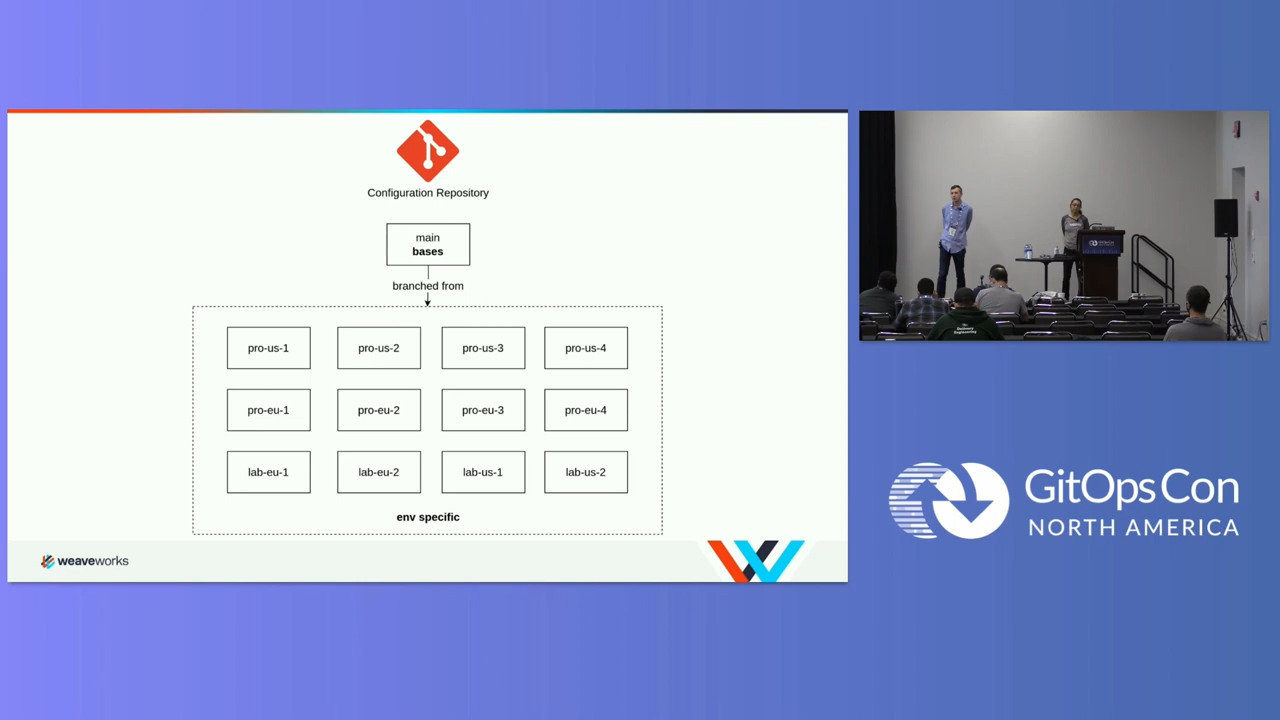 Configuration Repository
main
bases
branched from
pro-us-1
pro-us-2
pro-us-3
pro-us-4
pro-eu-1
pro-eu-2
pro-eu-3
pro-eu-4
lab-eu-1
lab-eu-2
lab-us-1
lab-us-2
env specific
weaveworks
GitOpsCon
GitOpsCon
NORTH AMERICA